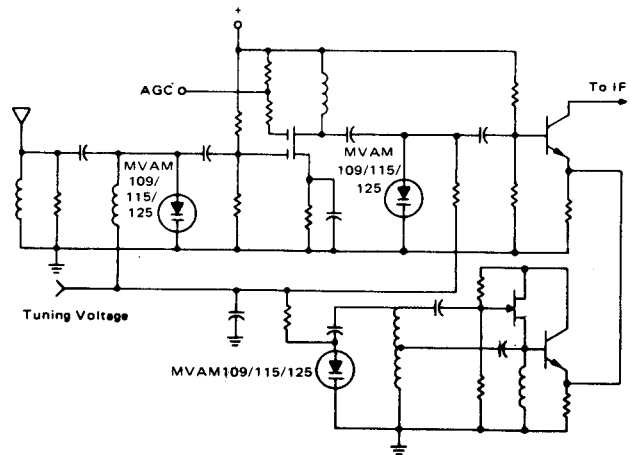 +
AGC
To IF
MVAM
109/
115/
125
MVAM
109/115/
125
Tuning Voltage
MVAM109/115/125